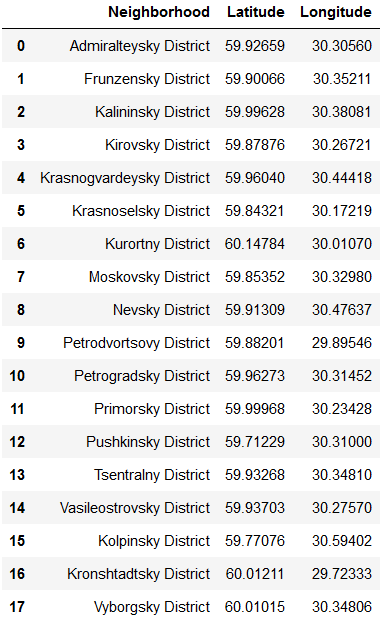 Neighborhood Latitude Longitude
0 Admiralteysky District 59.92659 30.30560
1 Frunzensky District 59.90066 30.35211
2 Kalininsky District 59.99628 30.38081
3 Kirovsky District 59.87876 30.26721
4 Krasnogvardeysky District 59.96040 30.44418
5 Krasnoselsky District 59.84321 30.17219
6 Kurortny District 60.14784 30.01070
7 Moskovsky District 59.85352 30.32980
8 Nevsky District 59.91309 30.47637
9 Petrodvortsovy District 59.88201 29.89546
10 Petrogradsky District 59.96273 30.31452
11 Primorsky District 59.99968 30.23428
12 Pushkinsky District 59.71229 30.31000
13 Tsentralny District 59.93268 30.34810
14 Vasileostrovsky District 59.93703 30.27570
15 Kolpinsky District 59.77076 30.59402
16 Kronshtadtsky District 60.01211 29.72333
17 Vyborgsky District 60.01015 30.34806